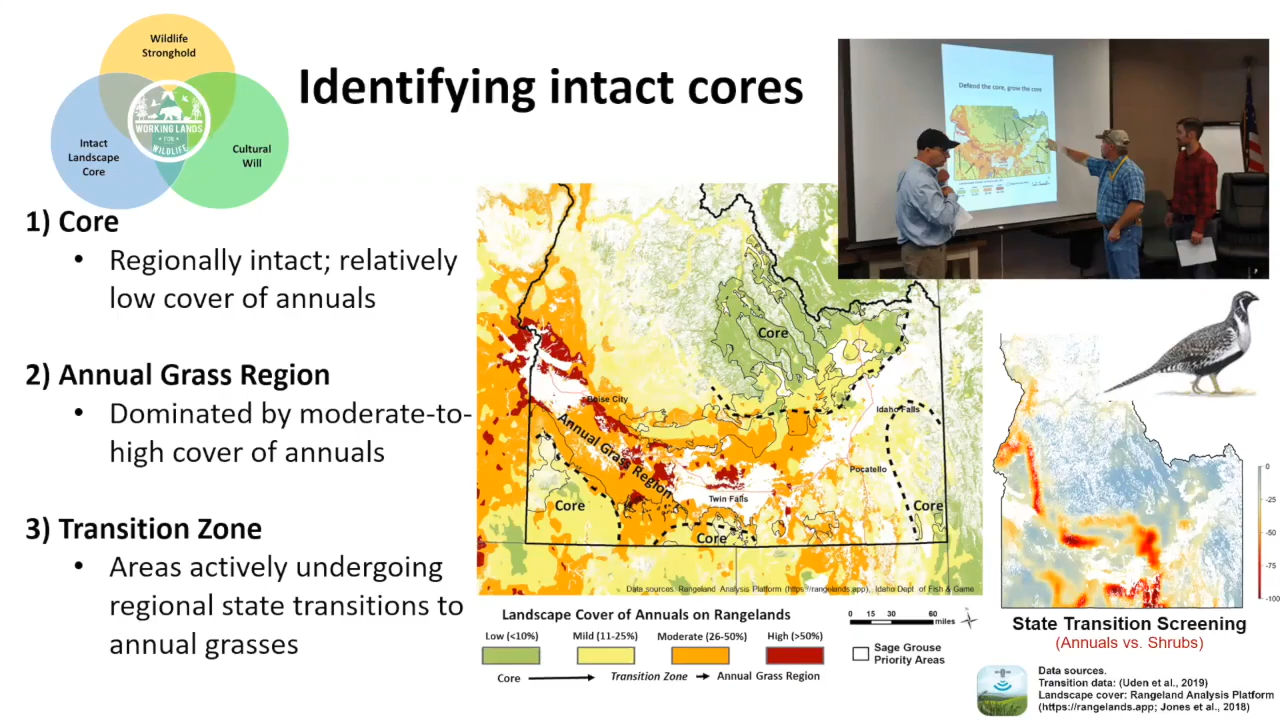 Wildlife
Stronghold
Intact
Landscape
Core
WORKING LANDS
FOR
WILDLIFE
Cultural
Will
Identifying intact cores
Defend the core, grow the core
1) Core
• Regionally intact; relatively
low cover of annuals
2) Annual Grass Region
• Dominated by moderate-to-
high cover of annuals
3) Transition Zone
• Areas actively undergoing
regional state transitions to
annual grasses
Core
Boise City
Idaho Falls
Annual Grass Region
Pocatello
Twin Falls
Core
Core
Core
Data sources: Rangeland Analysis Platform (https://rangelands.app), Idaho Dept of Fish & Game
Landscape Cover of Annuals on Rangelands
Low (<10%) Mild (11-25%) Moderate (26-50%) High (>50%)
Core Transition Zone Annual Grass Region
0 15 30 60
miles
Sage Grouse
Priority Areas
0
-25
-50
-75
-100
State Transition Screening
(Annuals vs. Shrubs)
Data sources.
Transition data: (Uden et al., 2019)
Landscape cover: Rangeland Analysis Platform
(https://rangelands.app; Jones et al., 2018)